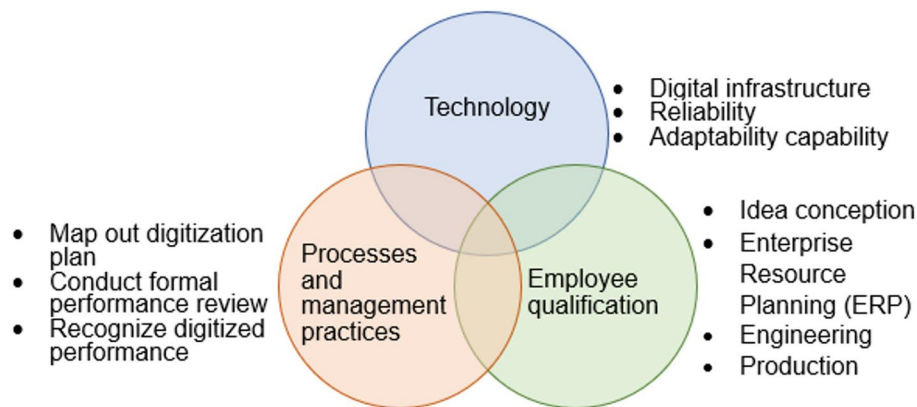 Technology
• Digital infrastructure
• Reliability
• Adaptability capability
• Map out digitization
plan
• Conduct formal
performance review
• Recognize digitized
performance
Processes
and
management
practices
Employee
qualification
• Idea conception
• Enterprise
Resource
Planning (ERP)
• Engineering
• Production